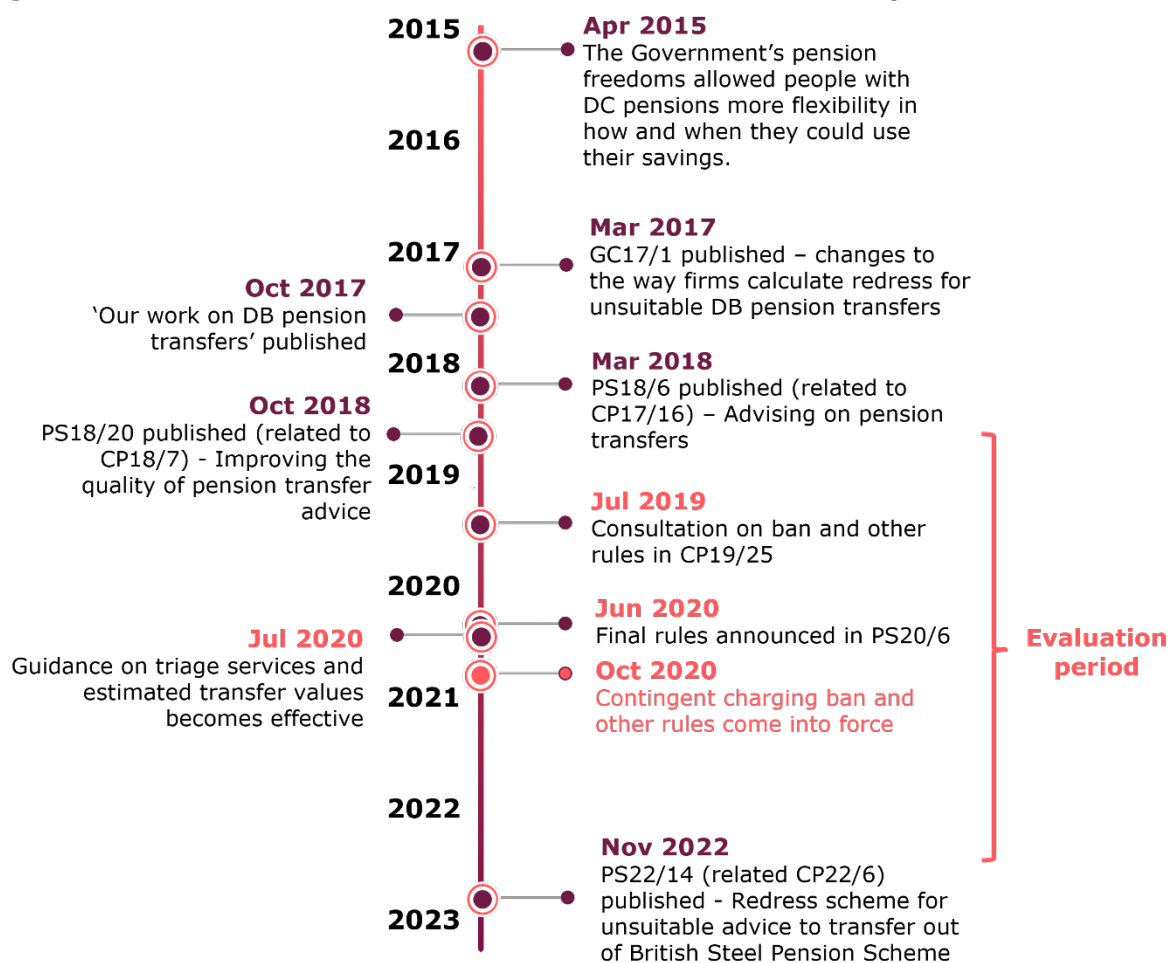 2015
Apr 2015
The Government’s pension
freedoms allowed people with
DC pensions more flexibility in
how and when they could use
their savings.
2016
Mar 2017
GC17/1 published – changes to
the way firms calculate redress for
unsuitable DB pension transfers
2017
Oct 2017
‘Our work on DB pension
transfers’ published
2018
Mar 2018
PS18/6 published (related to
CP17/16) – Advising on pension
transfers
Oct 2018
PS18/20 published (related to
CP18/7) - Improving the
quality of pension transfer
advice
2019
Jul 2019
Consultation on ban and other
rules in CP19/25
2020
Jun 2020
Final rules announced in PS20/6
Jul 2020
Guidance on triage services and
estimated transfer values
becomes effective
Oct 2020
Contingent charging ban and
other rules come into force
2021
Evaluation
period
2022
Nov 2022
PS22/14 (related CP22/6)
published - Redress scheme for
unsuitable advice to transfer out
of British Steel Pension Scheme
2023